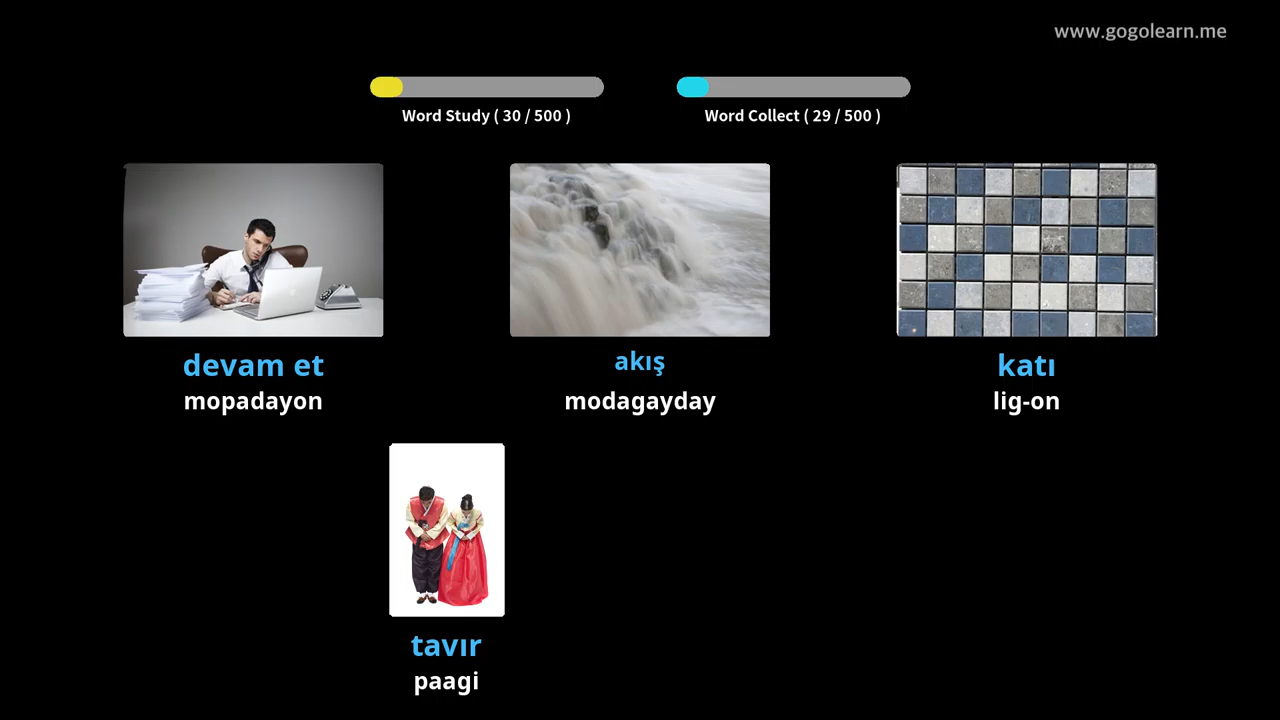 www.gogolearn.me
Word Study ( 30 / 500 )
Word Collect ( 29 / 500 )
devam et
mopadayon
akış
modagayday
katı
lig-on
tavır
paagi